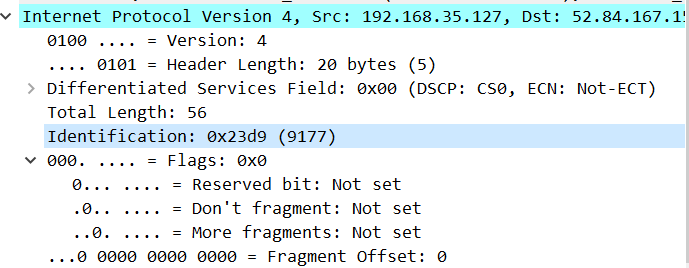 Internet Protocol Version 4, Src: 192.168.35.127, Dst: 52.84.167.1
0100 .... = Version: 4
.... 0101 = Header Length: 20 bytes (5)
Differentiated Services Field: 0x00 (DSCP: CS0, ECN: Not-ECT)
Total Length: 56
Identification: 0x23d9 (9177)
000. .... = Flags: 0x0
0... .... = Reserved bit: Not set
.0.. .... = Don't fragment: Not set
..0. .... = More fragments: Not set
...0 0000 0000 0000 = Fragment Offset: 0